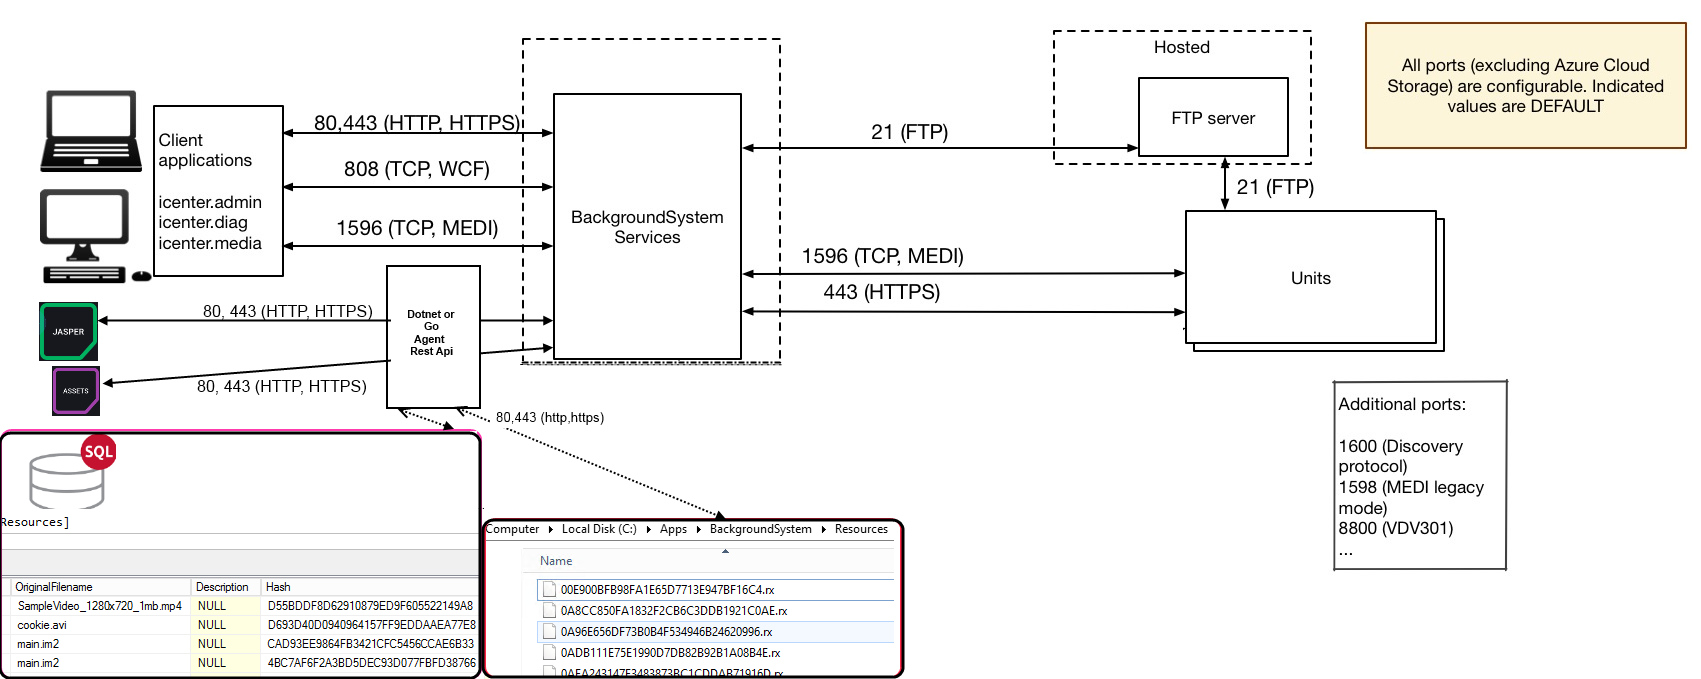 Client
applications
icenter.admin
icenter.diag
icenter.media
80,443 (HTTP, HTTPS)
808 (TCP, WCF)
1596 (TCP, MEDI)
BackgroundSystem
Services
21 (FTP)
Hosted
FTP server
21 (FTP)
All ports (excluding Azure Cloud
Storage) are configurable. Indicated
values are DEFAULT
1596 (TCP, MEDI)
443 (HTTPS)
Units
JASPER
80, 443 (HTTP, HTTPS)
Dotnet or
Go
Agent
Rest Api
ASSETS
80, 443 (HTTP, HTTPS)
80,443 (http,https)
Additional ports:
1600 (Discovery
protocol)
1598 (MEDI legacy
mode)
8800 (VDV301)
...
SQL
Resources]
OriginalFilename Description Hash
SampleVideo_1280x720_1mb.mp4 NULL D55BDDF8D62910879ED9F605522149A8
cookie.avi NULL D693D40D0940964157FF9EDDAAEA77E8
main.im2 NULL CAD93EE9864FB3421CFC5456CCAE6B33
main.im2 NULL 4BC7AF6F2A3BD5DEC93D077FBFD38766
Computer Local Disk (C:) Apps BackgroundSystem Resources
Name
00E900BFB98FA1E65D7713E947BF16C4.rx
0A8CC850FA1832F2CB6C3DDB1921C0AE.rx
0A96E656DF73B0B4F534946B24620996.rx
0ADB111E75E1990D7DB82B92B1A08B4E.rx
0AEA243147F3483873BC1CDDAB71916D.rx